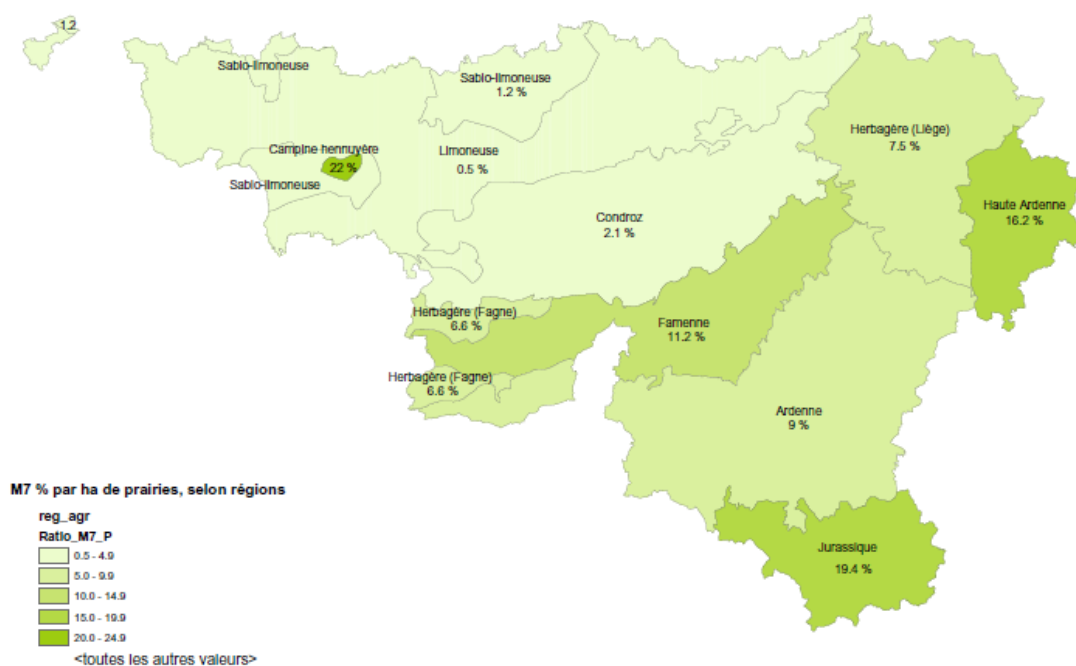 1.2
Sablo-limoneuse
Sablo-limoneuse
1.2 %
Herbagère (Liège)
7.5 %
Campine hennuyère
22 %
Limoneuse
0.5 %
Sablo-limoneuse
Haute Ardenne
16.2 %
Condroz
2.1 %
Herbagère (Fagne)
6.6 %
Famenne
11.2 %
Herbagère (Fagne)
6.6 %
Ardenne
9 %
Jurassique
19.4 %
M7 % par ha de prairies, selon régions
reg_agr
Ratio_M7_P
0.5 - 4.9
5.0 - 9.9
10.0 - 14.9
15.0 - 19.9
20.0 - 24.9
<toutes les autres valeurs>